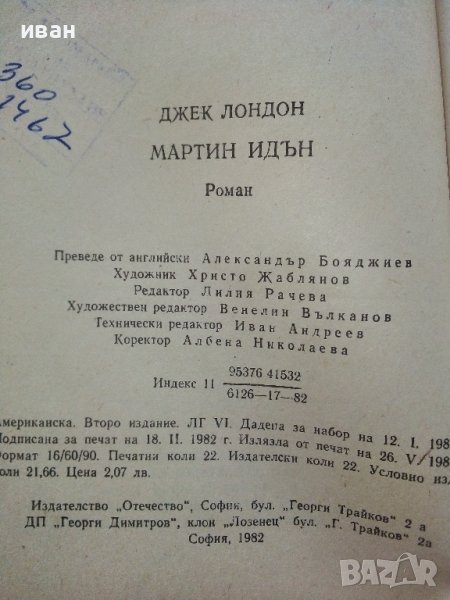 иван
360
1462
ДЖЕК ЛОНДОН
МАРТИН ИДЪН
Роман
Преведе от английски Александър Бояджиев
Художник Христо Жаблянов
Редактор Лилия Рачева
Художествен редактор Венелин Вълканов
Технически редактор Иван Андреев
Коректор Албена Николаева
Индекс 11 95376 41532
6126—17—82
Американска. Второ издание. ЛГ VI. Дадена за набор на 12. I. 198
Подписана за печат на 18. II. 1982 г. Излязла от печат на 26. V. 198
Формат 16/60/90. Печатни коли 22. Издателски коли 22. Условно изд
коли 21,66. Цена 2,07 лв.
Издателство „Отечество“, София, бул. „Георги Трайков“ 2 а
ДП „Георги Димитров“, клон „Лозенец“ бул. „Г. Трайков“ 2а
София, 1982
BAZAR.BG